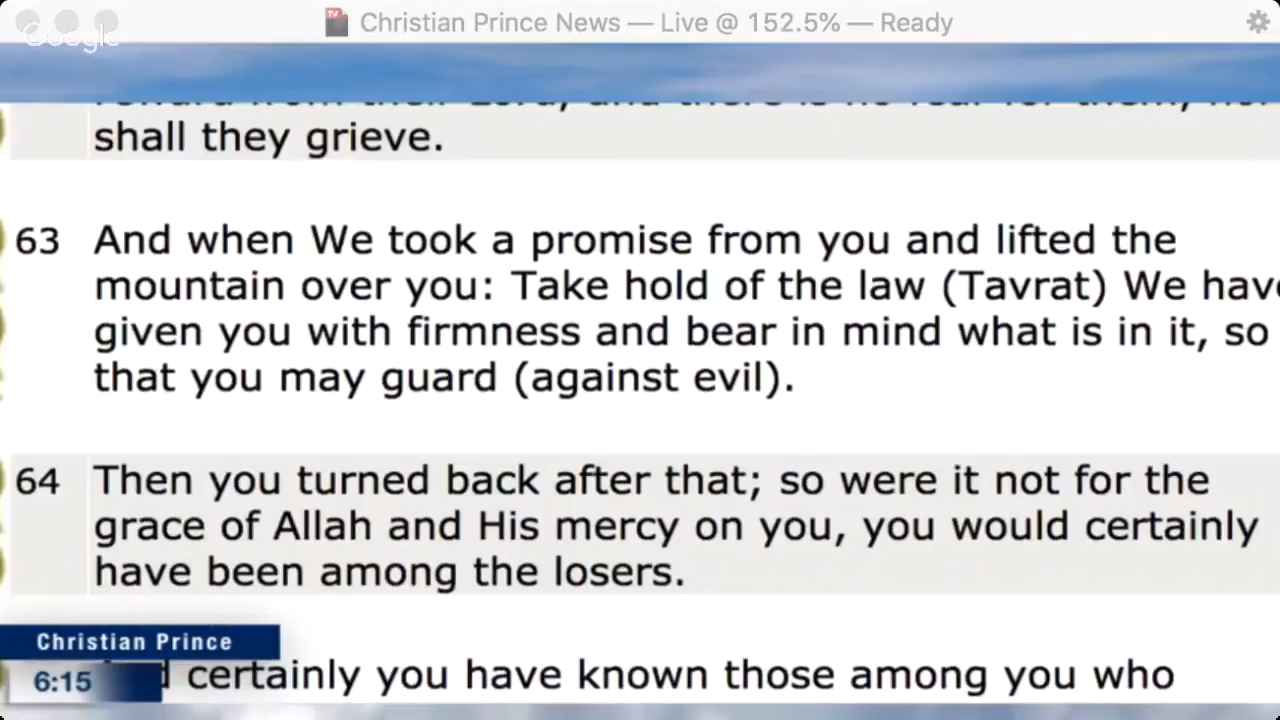 Christian Prince News — Live @ 152.5% — Ready
Google
shall they grieve.
63 And when We took a promise from you and lifted the
mountain over you: Take hold of the law (Tavrat) We have
given you with firmness and bear in mind what is in it, so
that you may guard (against evil).
64 Then you turned back after that; so were it not for the
grace of Allah and His mercy on you, you would certainly
have been among the losers.
Christian Prince
6:15
certainly you have known those among you who